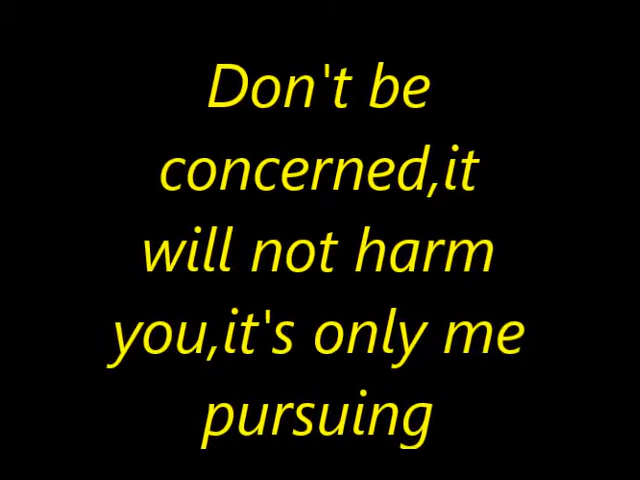 Don't be
concerned,it
will not harm
you,it's only me
pursuing